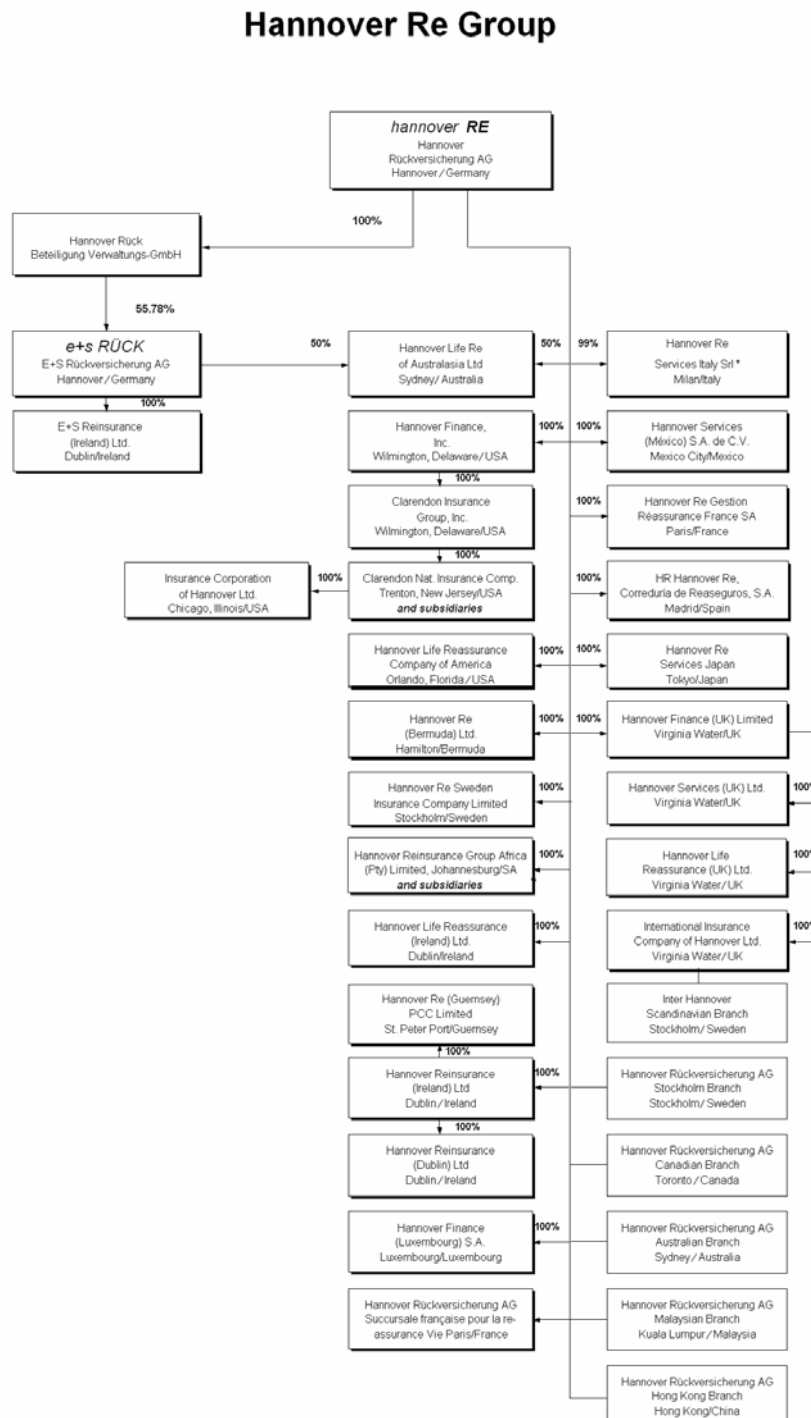 Hannover Re Group
hannover RE
Hannover
Rückversicherung AG
Hannover/Germany
100%
Hannover Rück
Beteiligung Verwaltungs-GmbH
55.78%
e+s RÜCK
E+S Rückversicherung AG
Hannover/Germany
50%
Hannover Life Re
of Australasia Ltd
Sydney/Australia
50%
99%
Hannover Re
Services Italy Srl *
Milan/Italy
100%
E+S Reinsurance
(Ireland) Ltd.
Dublin/Ireland
Hannover Finance,
Inc.
Wilmington, Delaware/USA
100%
100%
Hannover Services
(México) S.A. de C.V.
Mexico City/Mexico
100%
Clarendon Insurance
Group, Inc.
Wilmington, Delaware/USA
100%
Hannover Re Gestion
Réassurance France SA
Paris/France
100%
Insurance Corporation
of Hannover Ltd.
Chicago, Illinois/USA
100%
Clarendon Nat. Insurance Comp.
Trenton, New Jersey/USA
and subsidiaries
100%
HR Hannover Re,
Correduría de Reaseguros, S.A.
Madrid/Spain
Hannover Life Reassurance
Company of America
Orlando, Florida/USA
100%
100%
Hannover Re
Services Japan
Tokyo/Japan
Hannover Re
(Bermuda) Ltd.
Hamilton/Bermuda
100%
100%
Hannover Finance (UK) Limited
Virginia Water/UK
Hannover Re Sweden
Insurance Company Limited
Stockholm/Sweden
100%
Hannover Services (UK) Ltd.
Virginia Water/UK
100%
Hannover Reinsurance Group Africa
(Pty) Limited, Johannesburg/SA
and subsidiaries
100%
Hannover Life
Reassurance (UK) Ltd.
Virginia Water/UK
100%
Hannover Life Reassurance
(Ireland) Ltd.
Dublin/Ireland
100%
International Insurance
Company of Hannover Ltd.
Virginia Water/UK
100%
Hannover Re (Guernsey)
PCC Limited
St. Peter Port/Guernsey
Inter Hannover
Scandinavian Branch
Stockholm/Sweden
100%
Hannover Reinsurance
(Ireland) Ltd
Dublin/Ireland
100%
Hannover Rückversicherung AG
Stockholm Branch
Stockholm/Sweden
100%
Hannover Reinsurance
(Dublin) Ltd
Dublin/Ireland
Hannover Rückversicherung AG
Canadian Branch
Toronto/Canada
Hannover Finance
(Luxembourg) S.A.
Luxembourg/Luxembourg
100%
Hannover Rückversicherung AG
Australian Branch
Sydney/Australia
Hannover Rückversicherung AG
Succursale française pour la re-
assurance Vie Paris/France
Hannover Rückversicherung AG
Malaysian Branch
Kuala Lumpur/Malaysia
Hannover Rückversicherung AG
Hong Kong Branch
Hong Kong/China